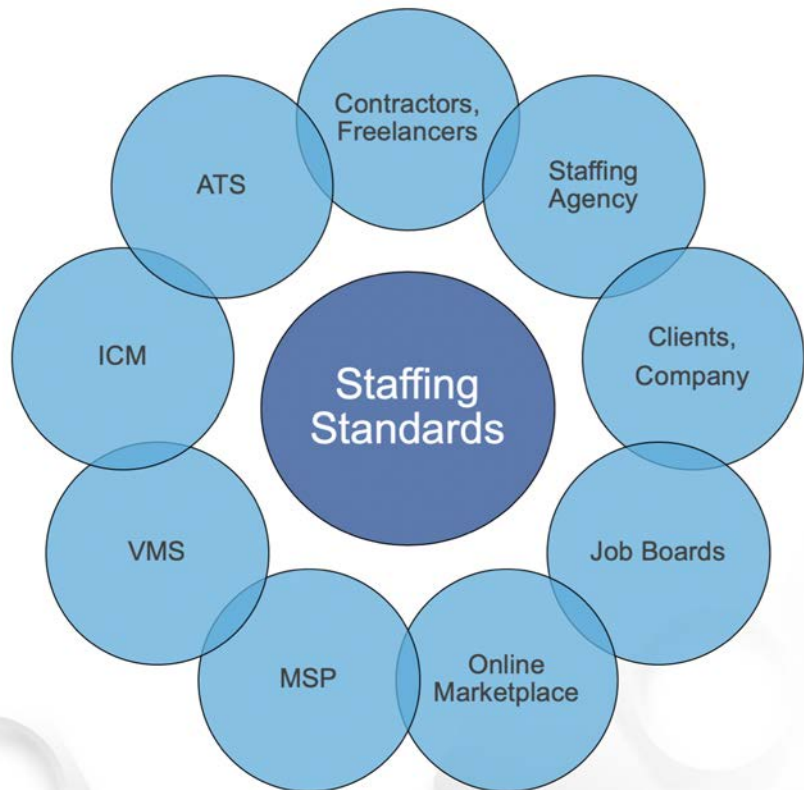 Contractors,
Freelancers
Staffing
Agency
Clients,
Company
Job Boards
Online
Marketplace
MSP
VMS
ICM
ATS
Staffing
Standards